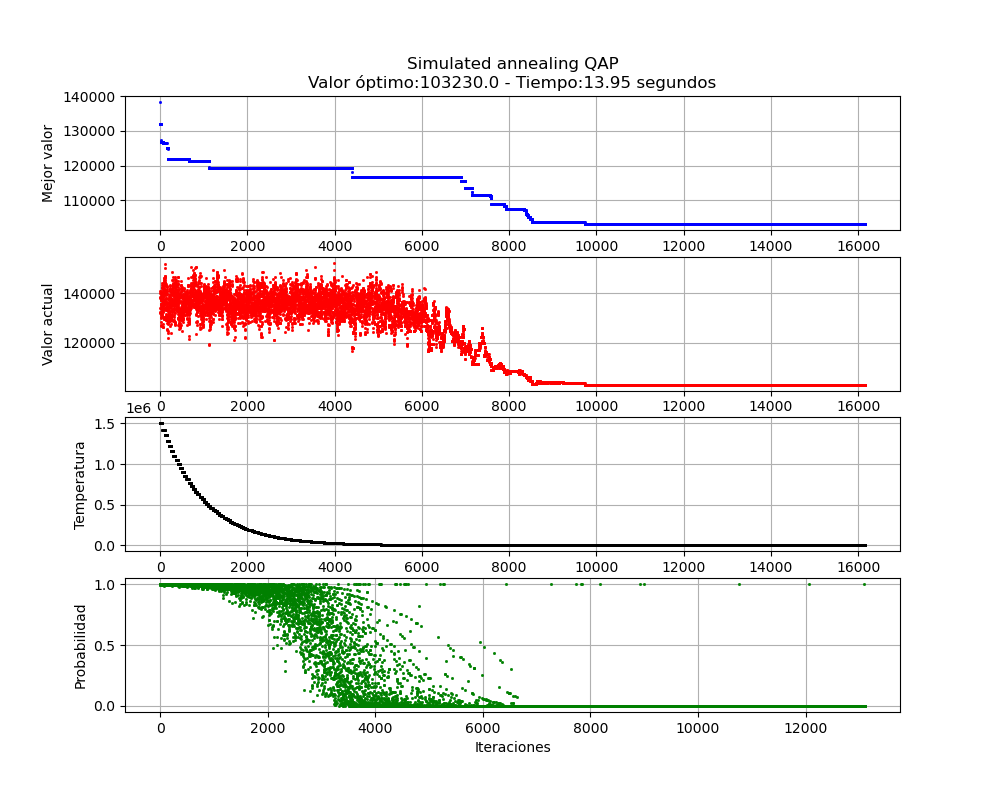 Simulated annealing QAP
Valor óptimo:103230.0 - Tiempo:13.95 segundos
140000
130000
120000
110000
Mejor valor
0 2000 4000 6000 8000 10000 12000 14000 16000
140000
120000
Valor actual
0 2000 4000 6000 8000 10000 12000 14000 16000
1e6
1.5
1.0
0.5
0.0
Temperatura
0 2000 4000 6000 8000 10000 12000 14000 16000
1.0
0.5
0.0
Probabilidad
0 2000 4000 6000 8000 10000 12000
Iteraciones